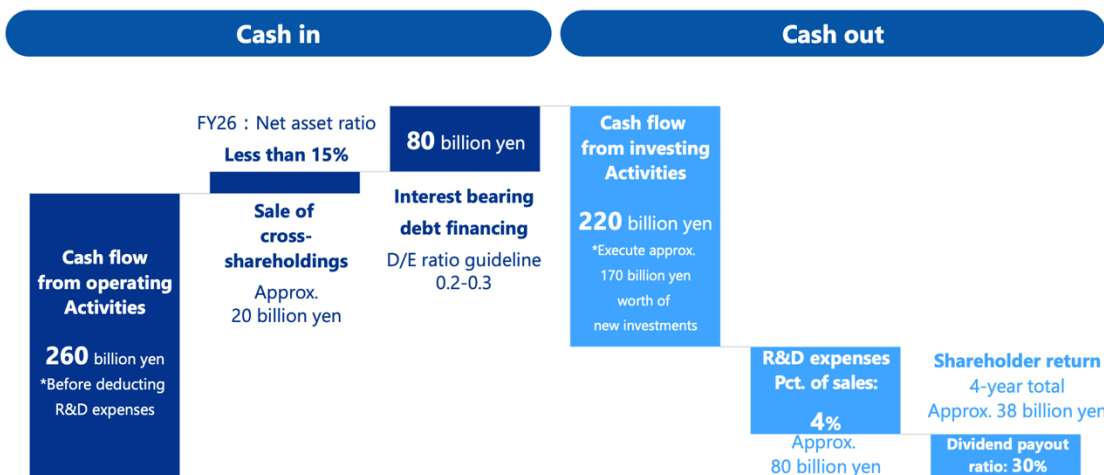 Cash in
Cash out
Cash flow
from operating
Activities
260 billion yen
*Before deducting
R&D expenses
FY26：Net asset ratio
Less than 15%
Sale of
cross-
shareholdings
Approx.
20 billion yen
80 billion yen
Interest bearing
debt financing
D/E ratio guideline
0.2-0.3
Cash flow
from investing
Activities
220 billion yen
*Execute approx.
170 billion yen
worth of
new investments
R&D expenses
Pct. of sales:
4%
Approx.
80 billion yen
Shareholder return
4-year total
Approx. 38 billion yen
Dividend payout
ratio: 30%